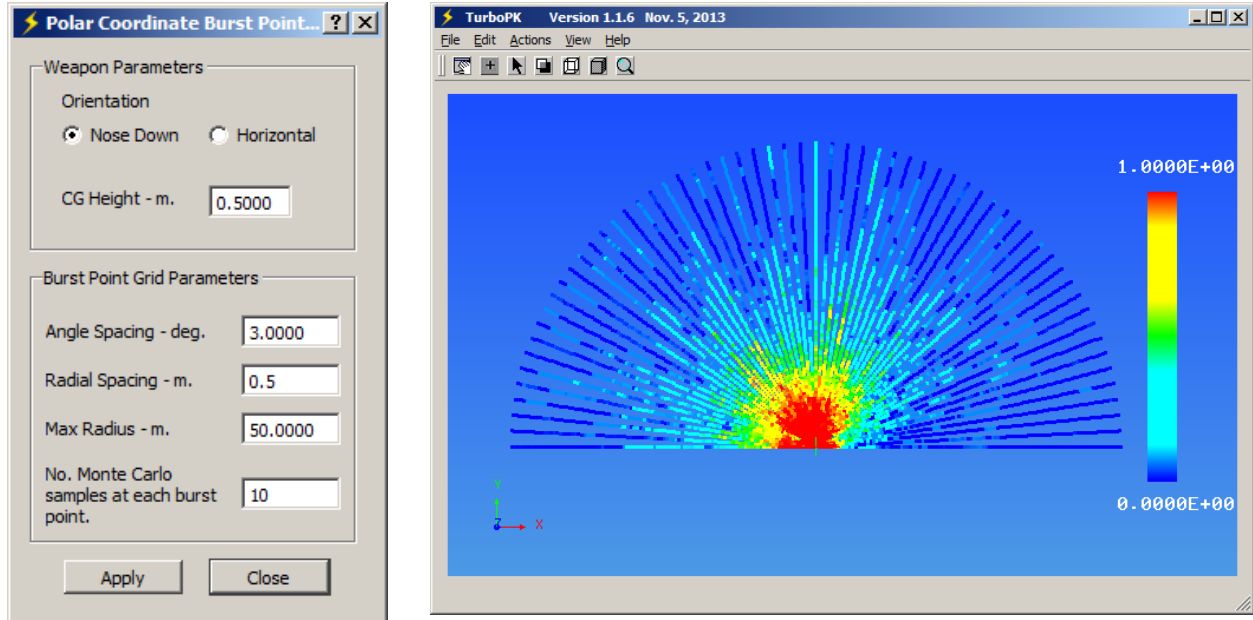 Polar Coordinate Burst Point... ? X
Weapon Parameters
Orientation
Nose Down Horizontal
CG Height - m. 0.5000
Burst Point Grid Parameters
Angle Spacing - deg. 3.0000
Radial Spacing - m. 0.5
Max Radius - m. 50.0000
No. Monte Carlo
samples at each burst 10
point.
Apply Close
TurboPK Version 1.1.6 Nov. 5, 2013
File Edit Actions View Help
1.0000E+00
0.0000E+00
Y
Z X